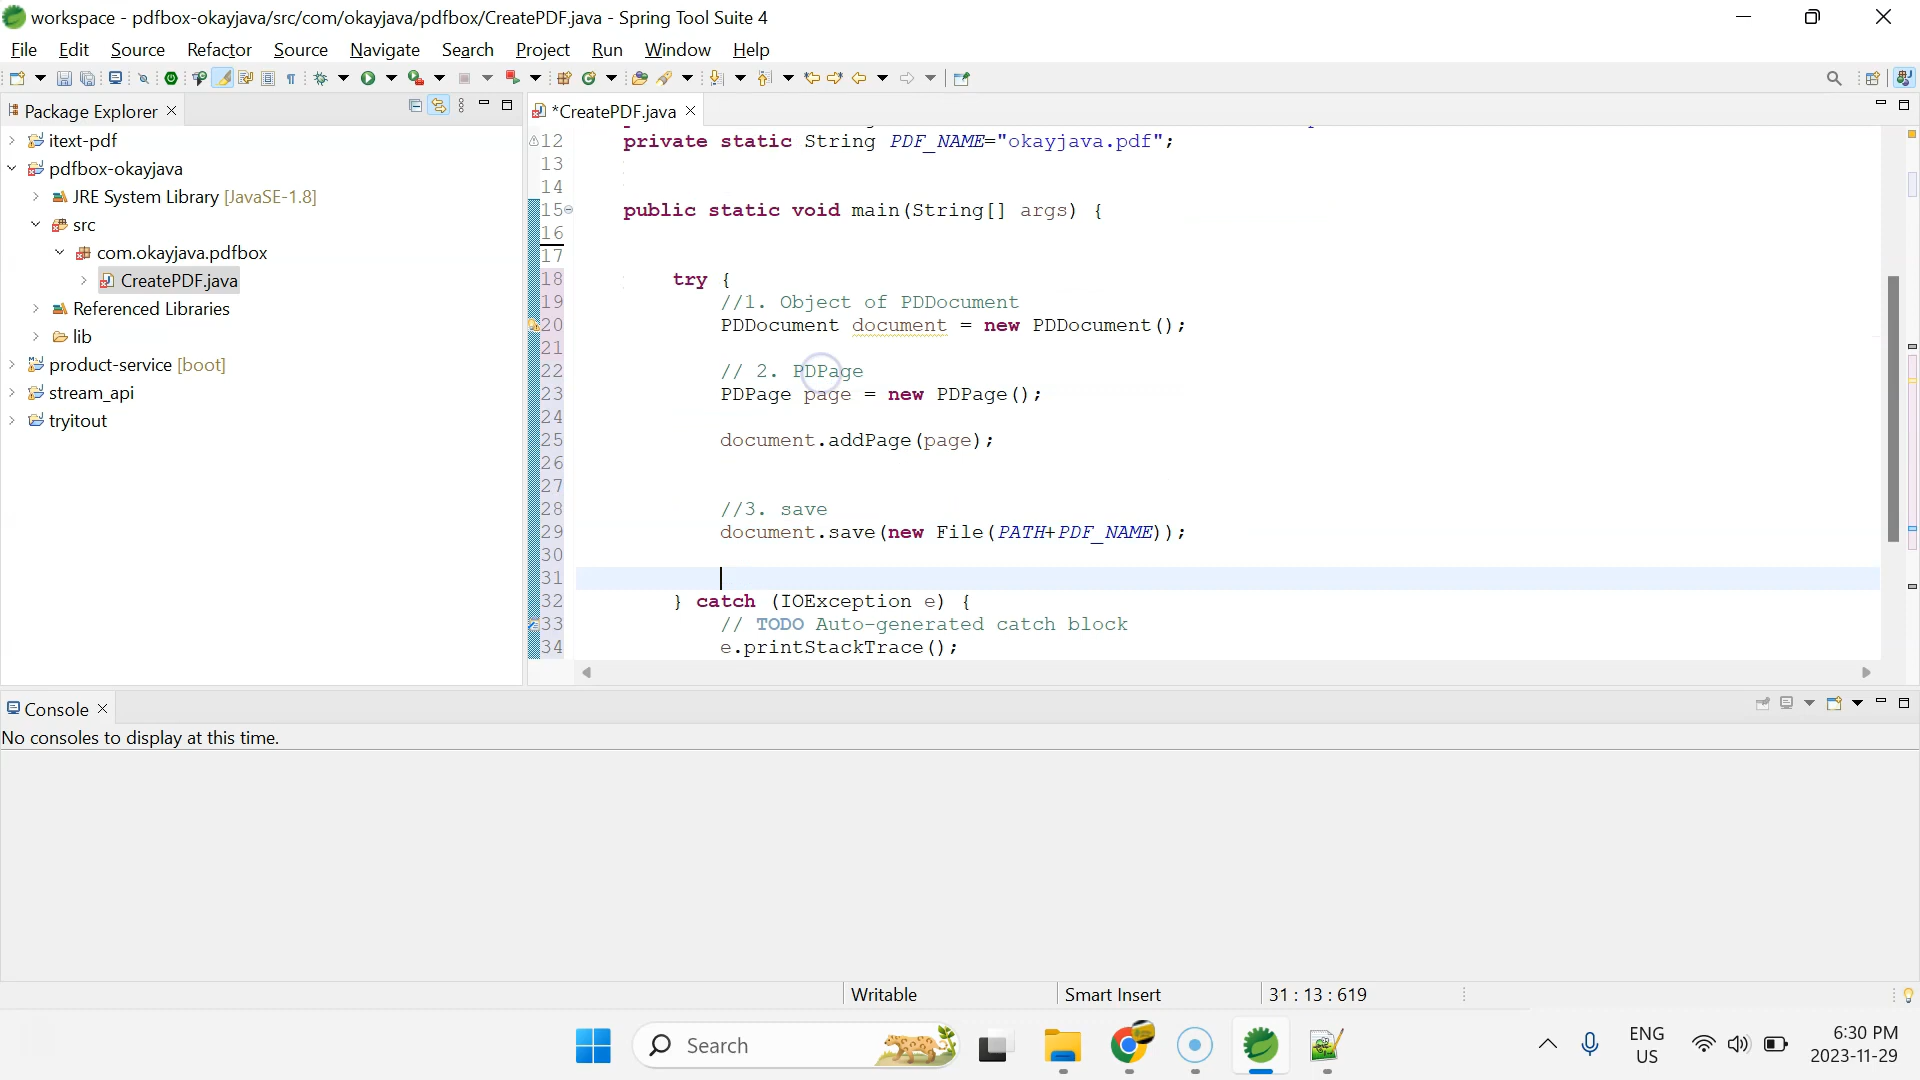 workspace - pdfbox-okayjava/src/com/okayjava/pdfbox/CreatePDF.java - Spring Tool Suite 4
File Edit Source Refactor Source Navigate Search Project Run Window Help
Package Explorer
itext-pdf
pdfbox-okayjava
JRE System Library [JavaSE-1.8]
src
com.okayjava.pdfbox
CreatePDF.java
Referenced Libraries
lib
product-service [boot]
stream_api
tryitout
*CreatePDF.java
12 private static String PDF_NAME="okayjava.pdf";
13
14
15 public static void main(String[] args) {
16
17
18 try {
19 //1. Object of PDDocument
20 PDDocument document = new PDDocument();
21
22 // 2. PDPage
23 PDPage page = new PDPage();
24
25 document.addPage(page);
26
27
28 //3. save
29 document.save(new File(PATH+PDF_NAME));
30
31
32 } catch (IOException e) {
33 // TODO Auto-generated catch block
34 e.printStackTrace();
Console
No consoles to display at this time.
Writable Smart Insert 31 : 13 : 619
Search
ENG
US
6:30 PM
2023-11-29